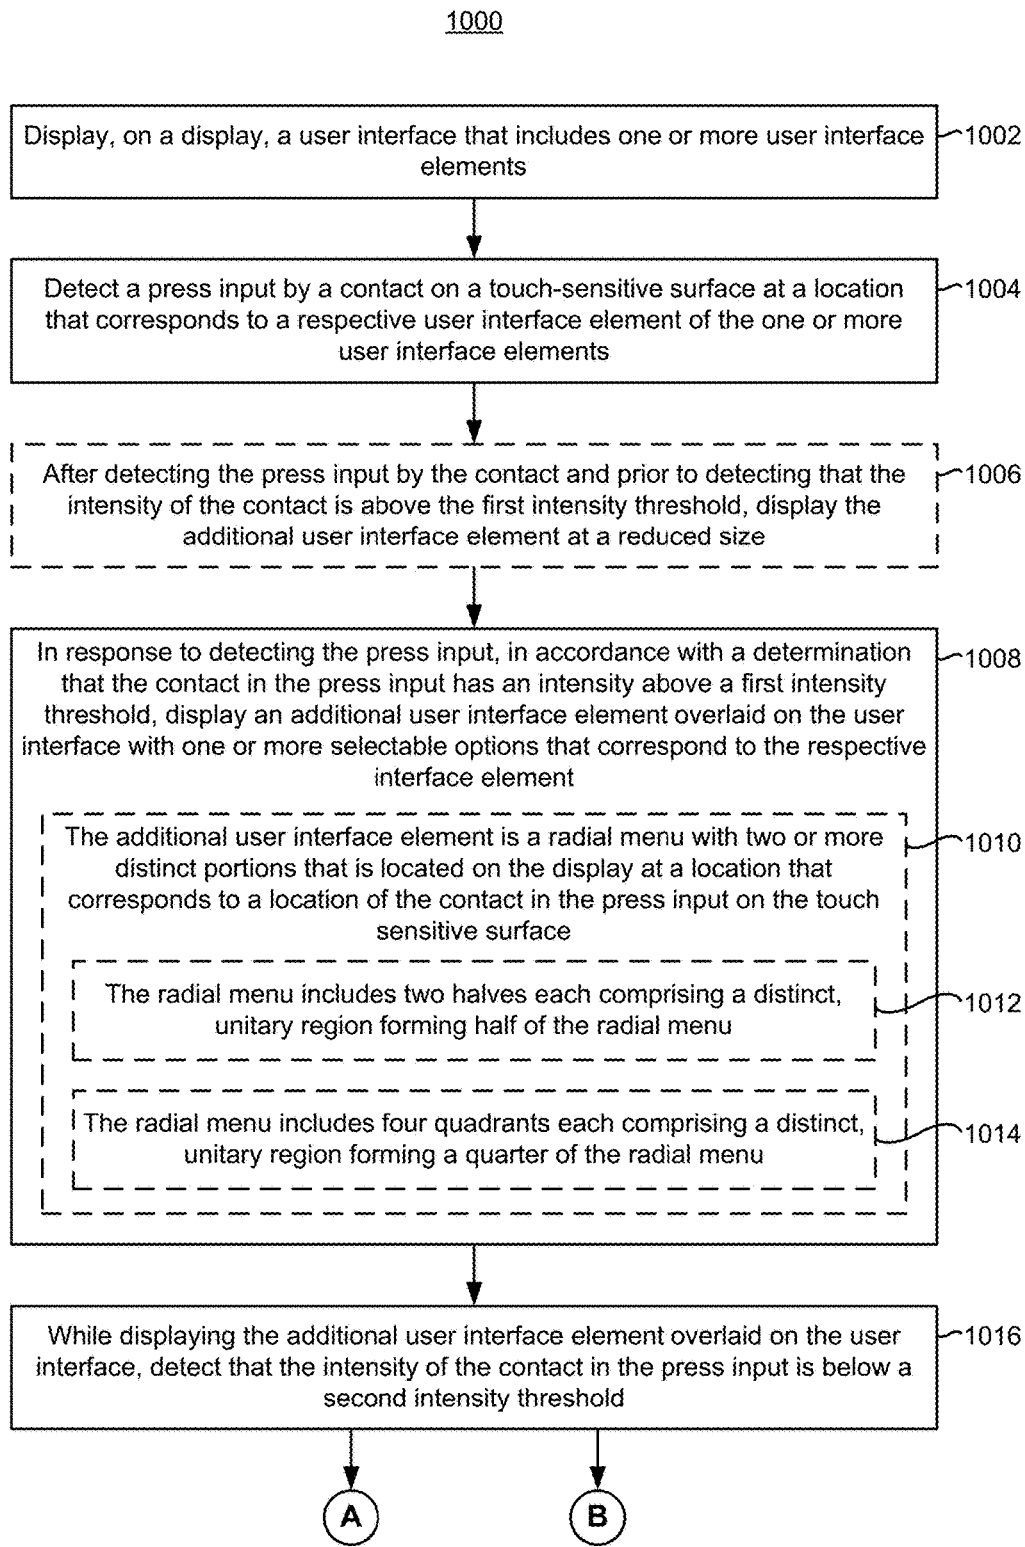 1000
Display, on a display, a user interface that includes one or more user interface
elements
1002
Detect a press input by a contact on a touch-sensitive surface at a location
that corresponds to a respective user interface element of the one or more
user interface elements
1004
After detecting the press input by the contact and prior to detecting that the
intensity of the contact is above the first intensity threshold, display the
additional user interface element at a reduced size
1006
In response to detecting the press input, in accordance with a determination
that the contact in the press input has an intensity above a first intensity
threshold, display an additional user interface element overlaid on the user
interface with one or more selectable options that correspond to the respective
interface element
1008
The additional user interface element is a radial menu with two or more
distinct portions that is located on the display at a location that
corresponds to a location of the contact in the press input on the touch
sensitive surface
1010
The radial menu includes two halves each comprising a distinct,
unitary region forming half of the radial menu
1012
The radial menu includes four quadrants each comprising a distinct,
unitary region forming a quarter of the radial menu
1014
While displaying the additional user interface element overlaid on the user
interface, detect that the intensity of the contact in the press input is below a
second intensity threshold
1016
A
B